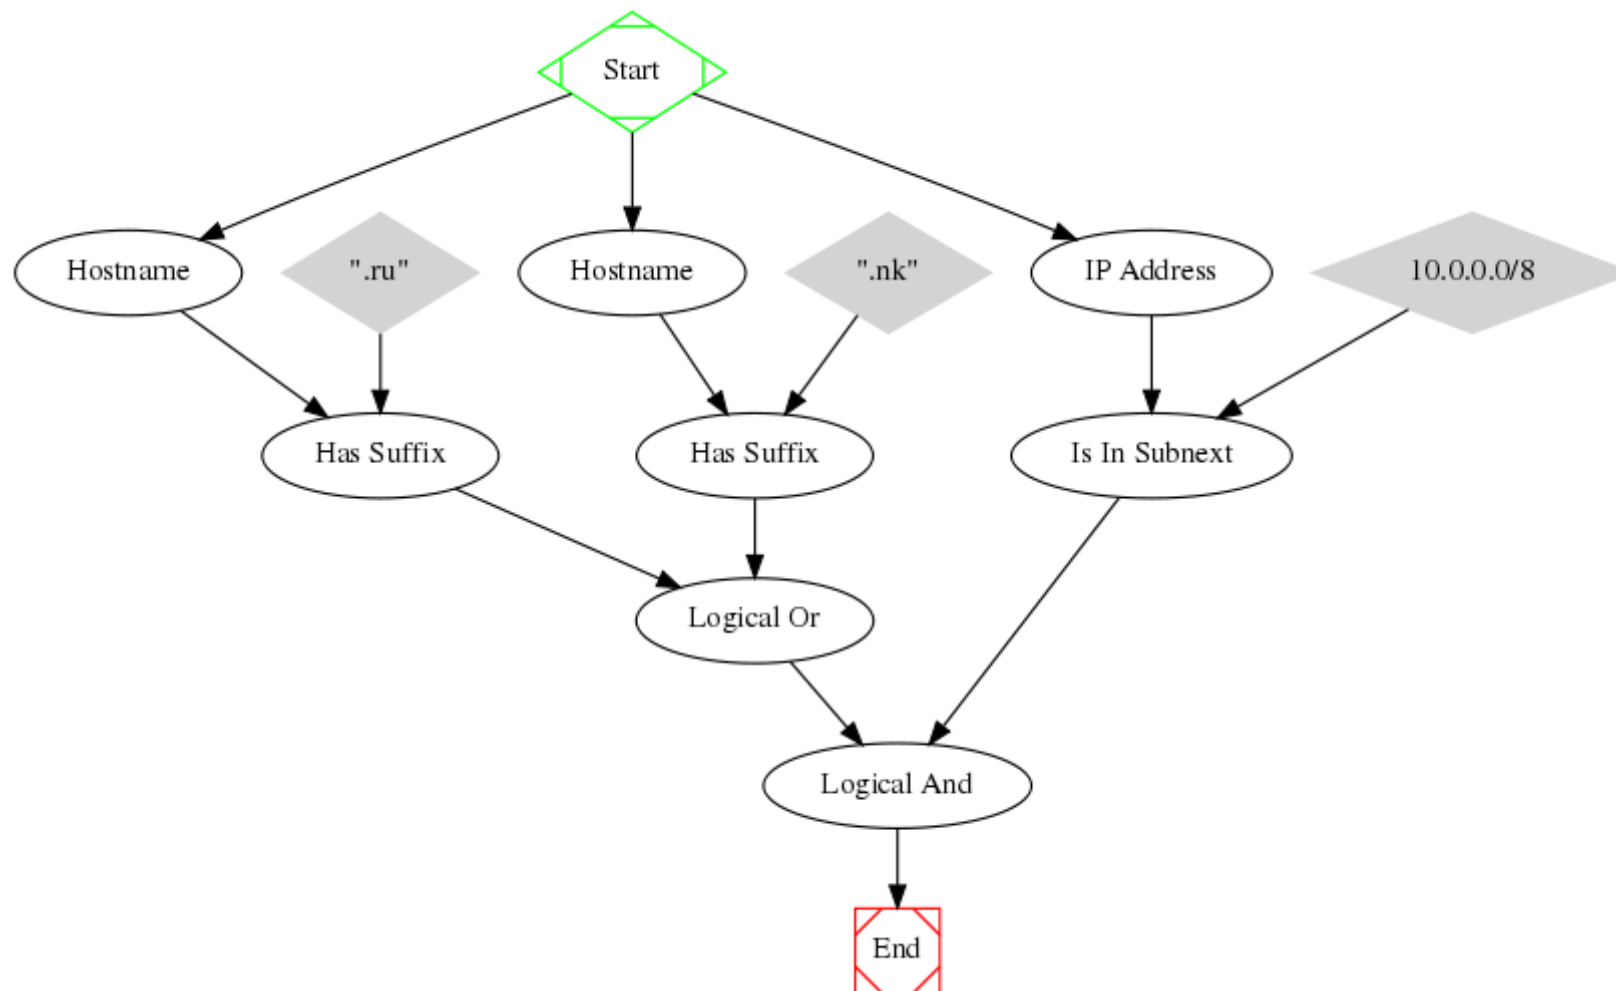 Start
Hostname
".ru"
Hostname
".nk"
IP Address
10.0.0.0/8
Has Suffix
Has Suffix
Is In Subnext
Logical Or
Logical And
End